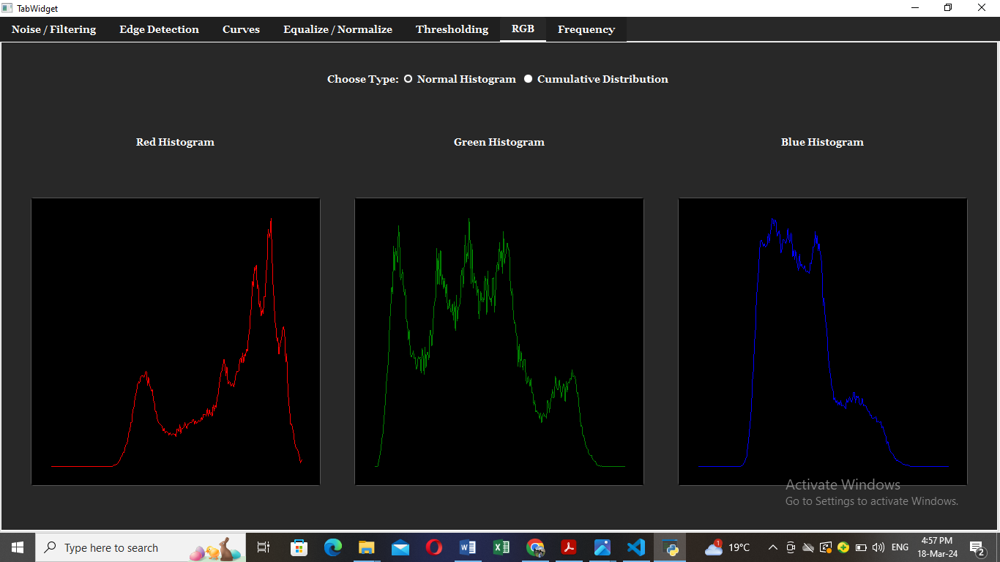 TabWidget
Noise / Filtering Edge Detection Curves Equalize / Normalize Thresholding RGB Frequency
Choose Type: Normal Histogram Cumulative Distribution
Red Histogram Green Histogram Blue Histogram
Activate Windows
Go to Settings to activate Windows.
Type here to search 1 19°C ENG 4:57 PM
18-Mar-24 2